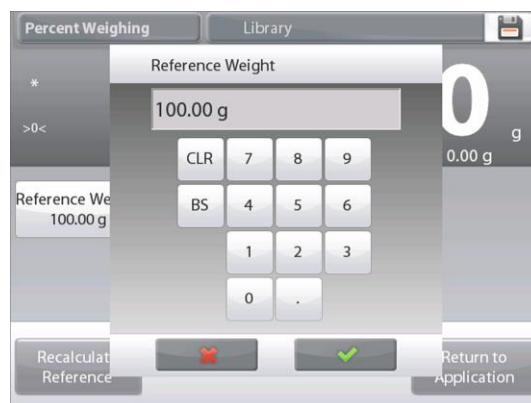 Percent Weighing
Library
Reference Weight
*
>0<
100.00 g
0
g
0.00 g
CLR 7 8 9
Reference We
100.00 g
BS 4 5 6
1 2 3
0 .
Recalculat
Reference
Return to
Application